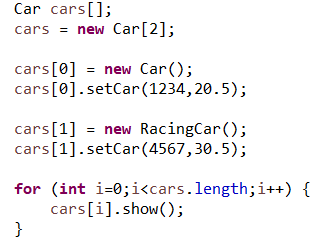 Car cars[];
cars = new Car[2];
cars[0] = new Car();
cars[0].setCar(1234,20.5);
cars[1] = new RacingCar();
cars[1].setCar(4567,30.5);
for (int i=0;i<cars.length;i++) {
    cars[i].show();
}